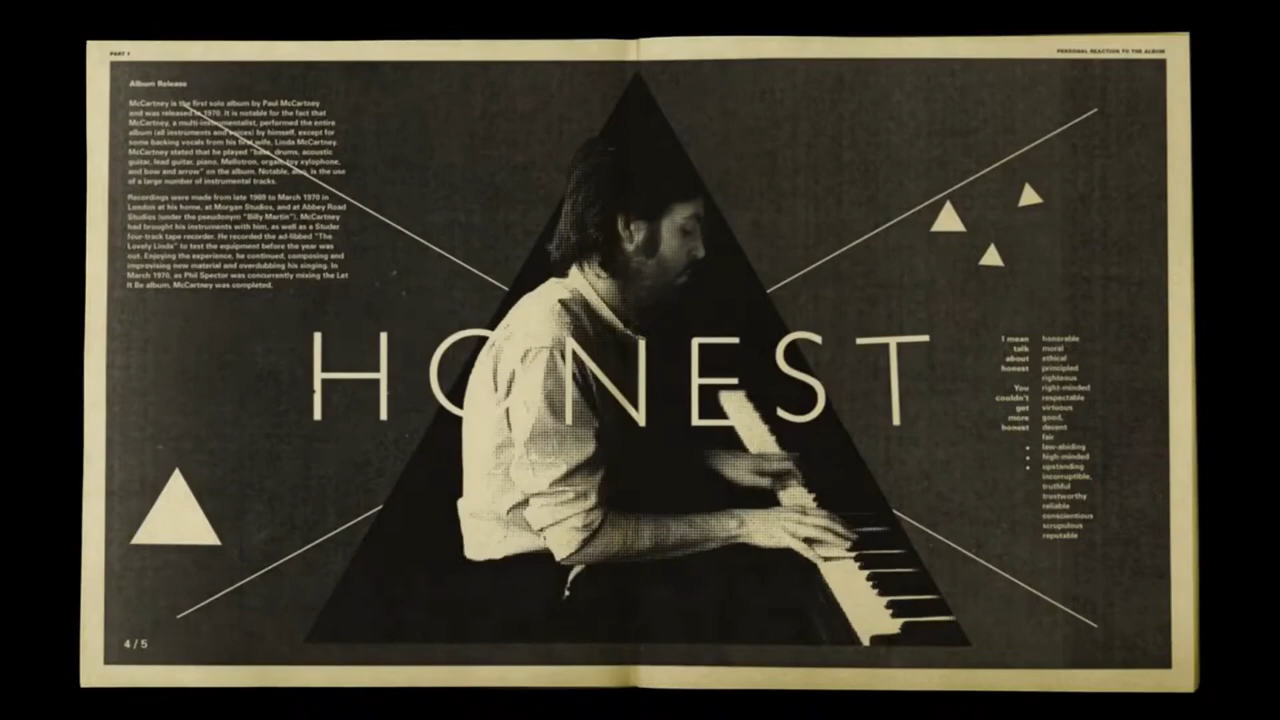 PART 1
PERSONAL REACTION TO THE ALBUM
Album Release
McCartney is the first solo album by Paul McCartney
and was released in 1970. It is notable for the fact that
McCartney, a multi-instrumentalist, performed the entire
album (all instruments and voices) by himself, except for
some backing vocals from his first wife, Linda McCartney.
McCartney stated that he played "bass, drums, acoustic
guitar, lead guitar, piano, Mellotron, organ, toy xylophone,
and bow and arrow" on the album. Notable, also, is the use
of a large number of instrumental tracks.
Recordings were made from late 1969 to March 1970 in
London at his home, at Morgan Studios, and at Abbey Road
Studios (under the pseudonym "Billy Martin"). McCartney
had brought his instruments with him, as well as a Studer
four-track tape recorder. He recorded the ad-libbed "The
Lovely Linda" to test the equipment before the year was
out. Enjoying the experience, he continued, composing and
improvising new material and overdubbing his singing. In
March 1970, as Phil Spector was concurrently mixing the Let
It Be album, McCartney was completed.
HONEST
I mean
talk
about
honest
You
couldn't
get
more
honest
•
•
•
honorable
moral
ethical
principled
righteous
right-minded
respectable
virtuous
good,
decent
fair
law-abiding
high-minded
upstanding
incorruptible,
truthful
trustworthy
reliable
conscientious
scrupulous
reputable
4 / 5